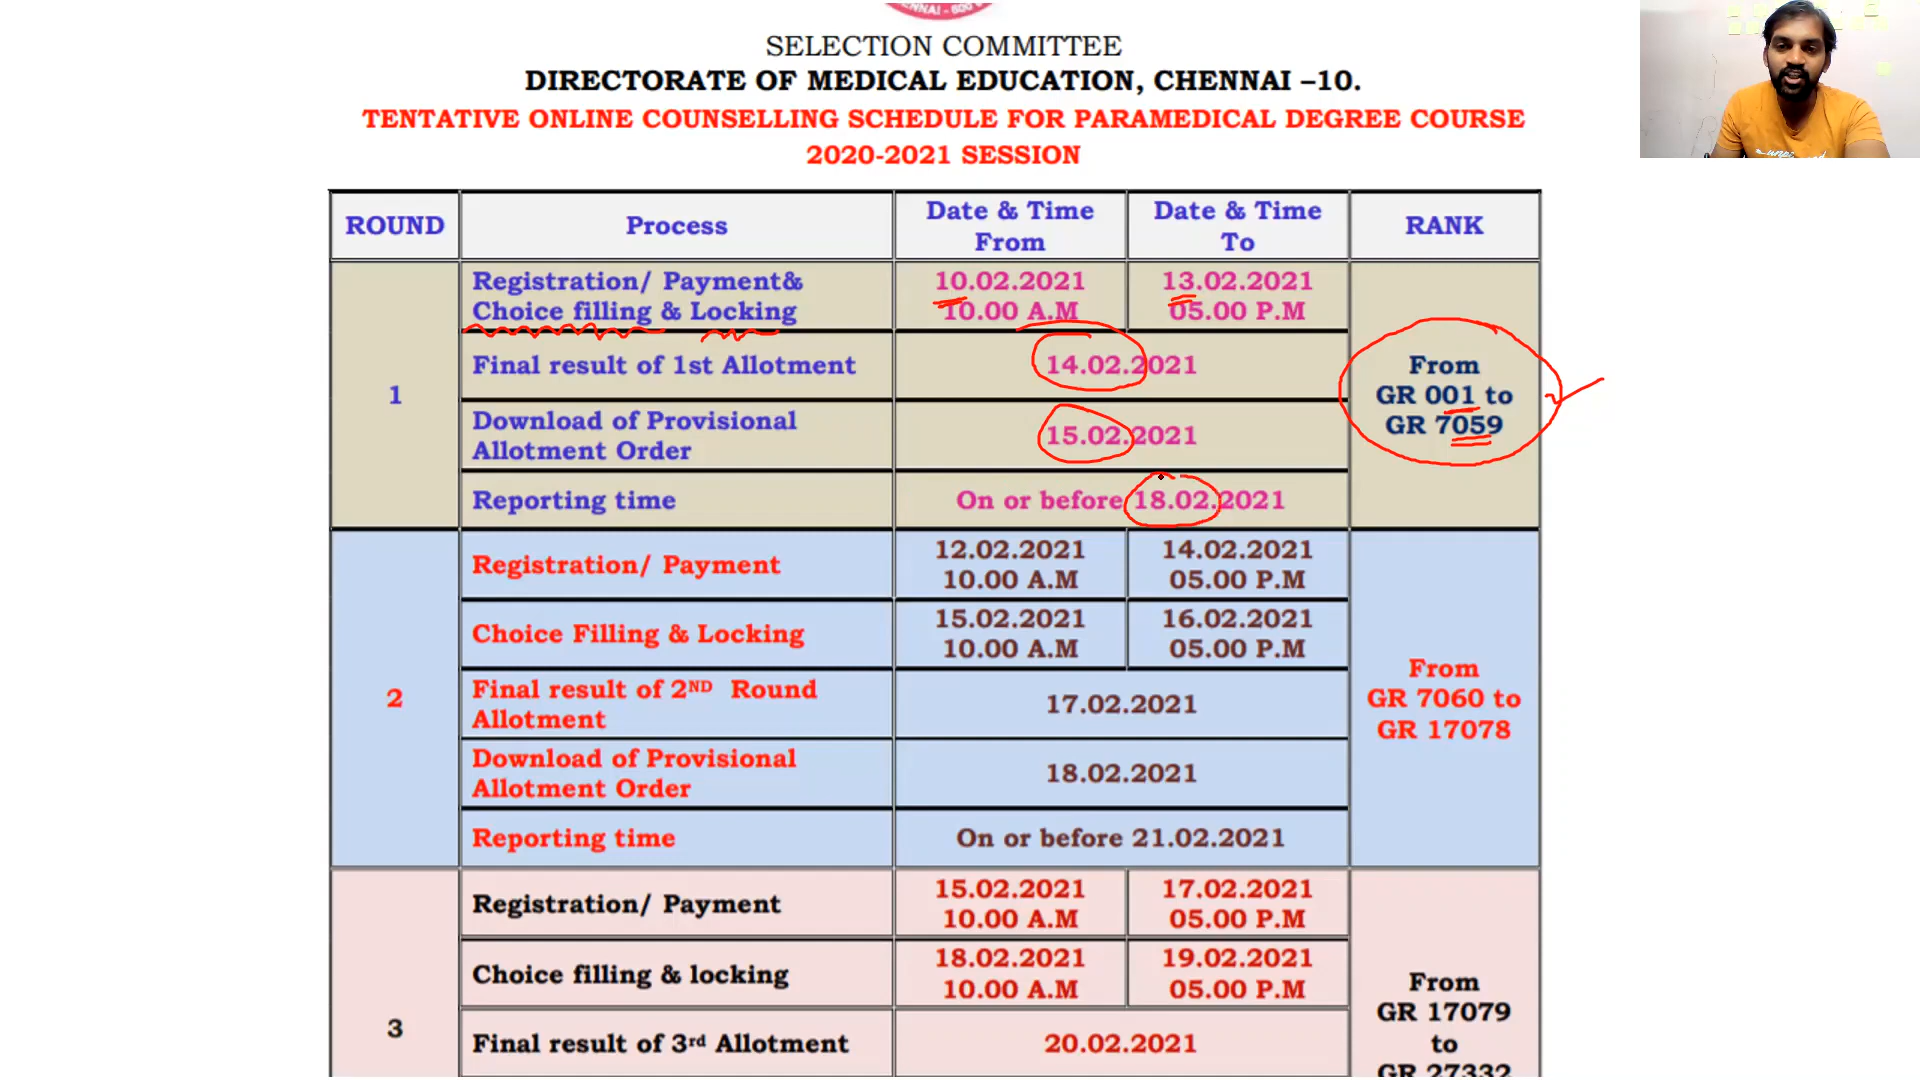 CHENNAI - 600 0
SELECTION COMMITTEE
DIRECTORATE OF MEDICAL EDUCATION, CHENNAI –10.
TENTATIVE ONLINE COUNSELLING SCHEDULE FOR PARAMEDICAL DEGREE COURSE
2020-2021 SESSION
ROUND
Process
Date & Time
From
Date & Time
To
RANK
1
Registration/ Payment&
Choice filling & Locking
10.02.2021
10.00 A.M
13.02.2021
05.00 P.M
From
GR 001 to
GR 7059
Final result of 1st Allotment
14.02.2021
Download of Provisional
Allotment Order
15.02.2021
Reporting time
On or before 18.02.2021
2
Registration/ Payment
12.02.2021
10.00 A.M
14.02.2021
05.00 P.M
From
GR 7060 to
GR 17078
Choice Filling & Locking
15.02.2021
10.00 A.M
16.02.2021
05.00 P.M
Final result of 2ND Round
Allotment
17.02.2021
Download of Provisional
Allotment Order
18.02.2021
Reporting time
On or before 21.02.2021
3
Registration/ Payment
15.02.2021
10.00 A.M
17.02.2021
05.00 P.M
From
GR 17079
to
GR 27332
Choice filling & locking
18.02.2021
10.00 A.M
19.02.2021
05.00 P.M
Final result of 3rd Allotment
20.02.2021